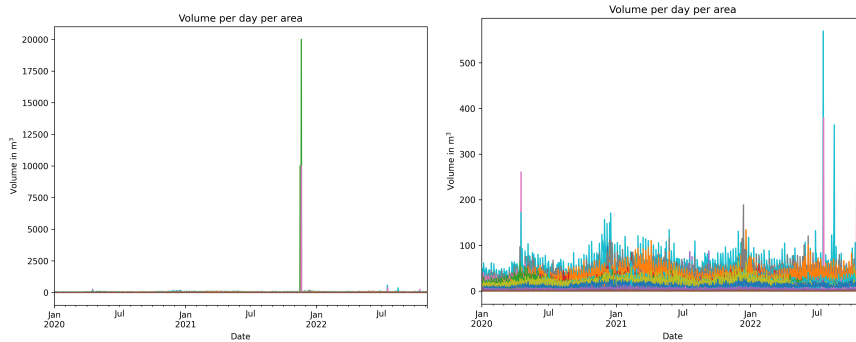 Volume per day per area
20000
17500
15000
12500
10000
7500
5000
2500
0
Volume in m³
Jan
2020
Jul
Jan
2021
Jul
Jan
2022
Jul
Date
Volume per day per area
500
400
300
200
100
0
Volume in m³
Jan
2020
Jul
Jan
2021
Jul
Jan
2022
Jul
Date